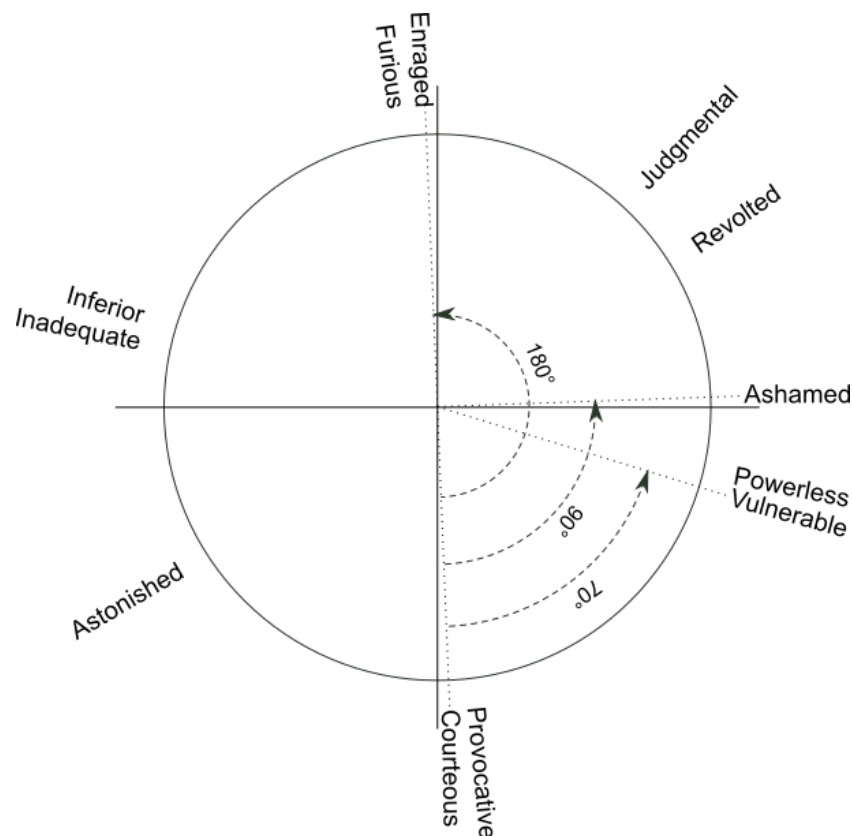 Enraged
Furious
Judgmental
Revolted
Inferior
Inadequate
180°
Ashamed
Powerless
Vulnerable
90°
70°
Astonished
Provocative
Courteous